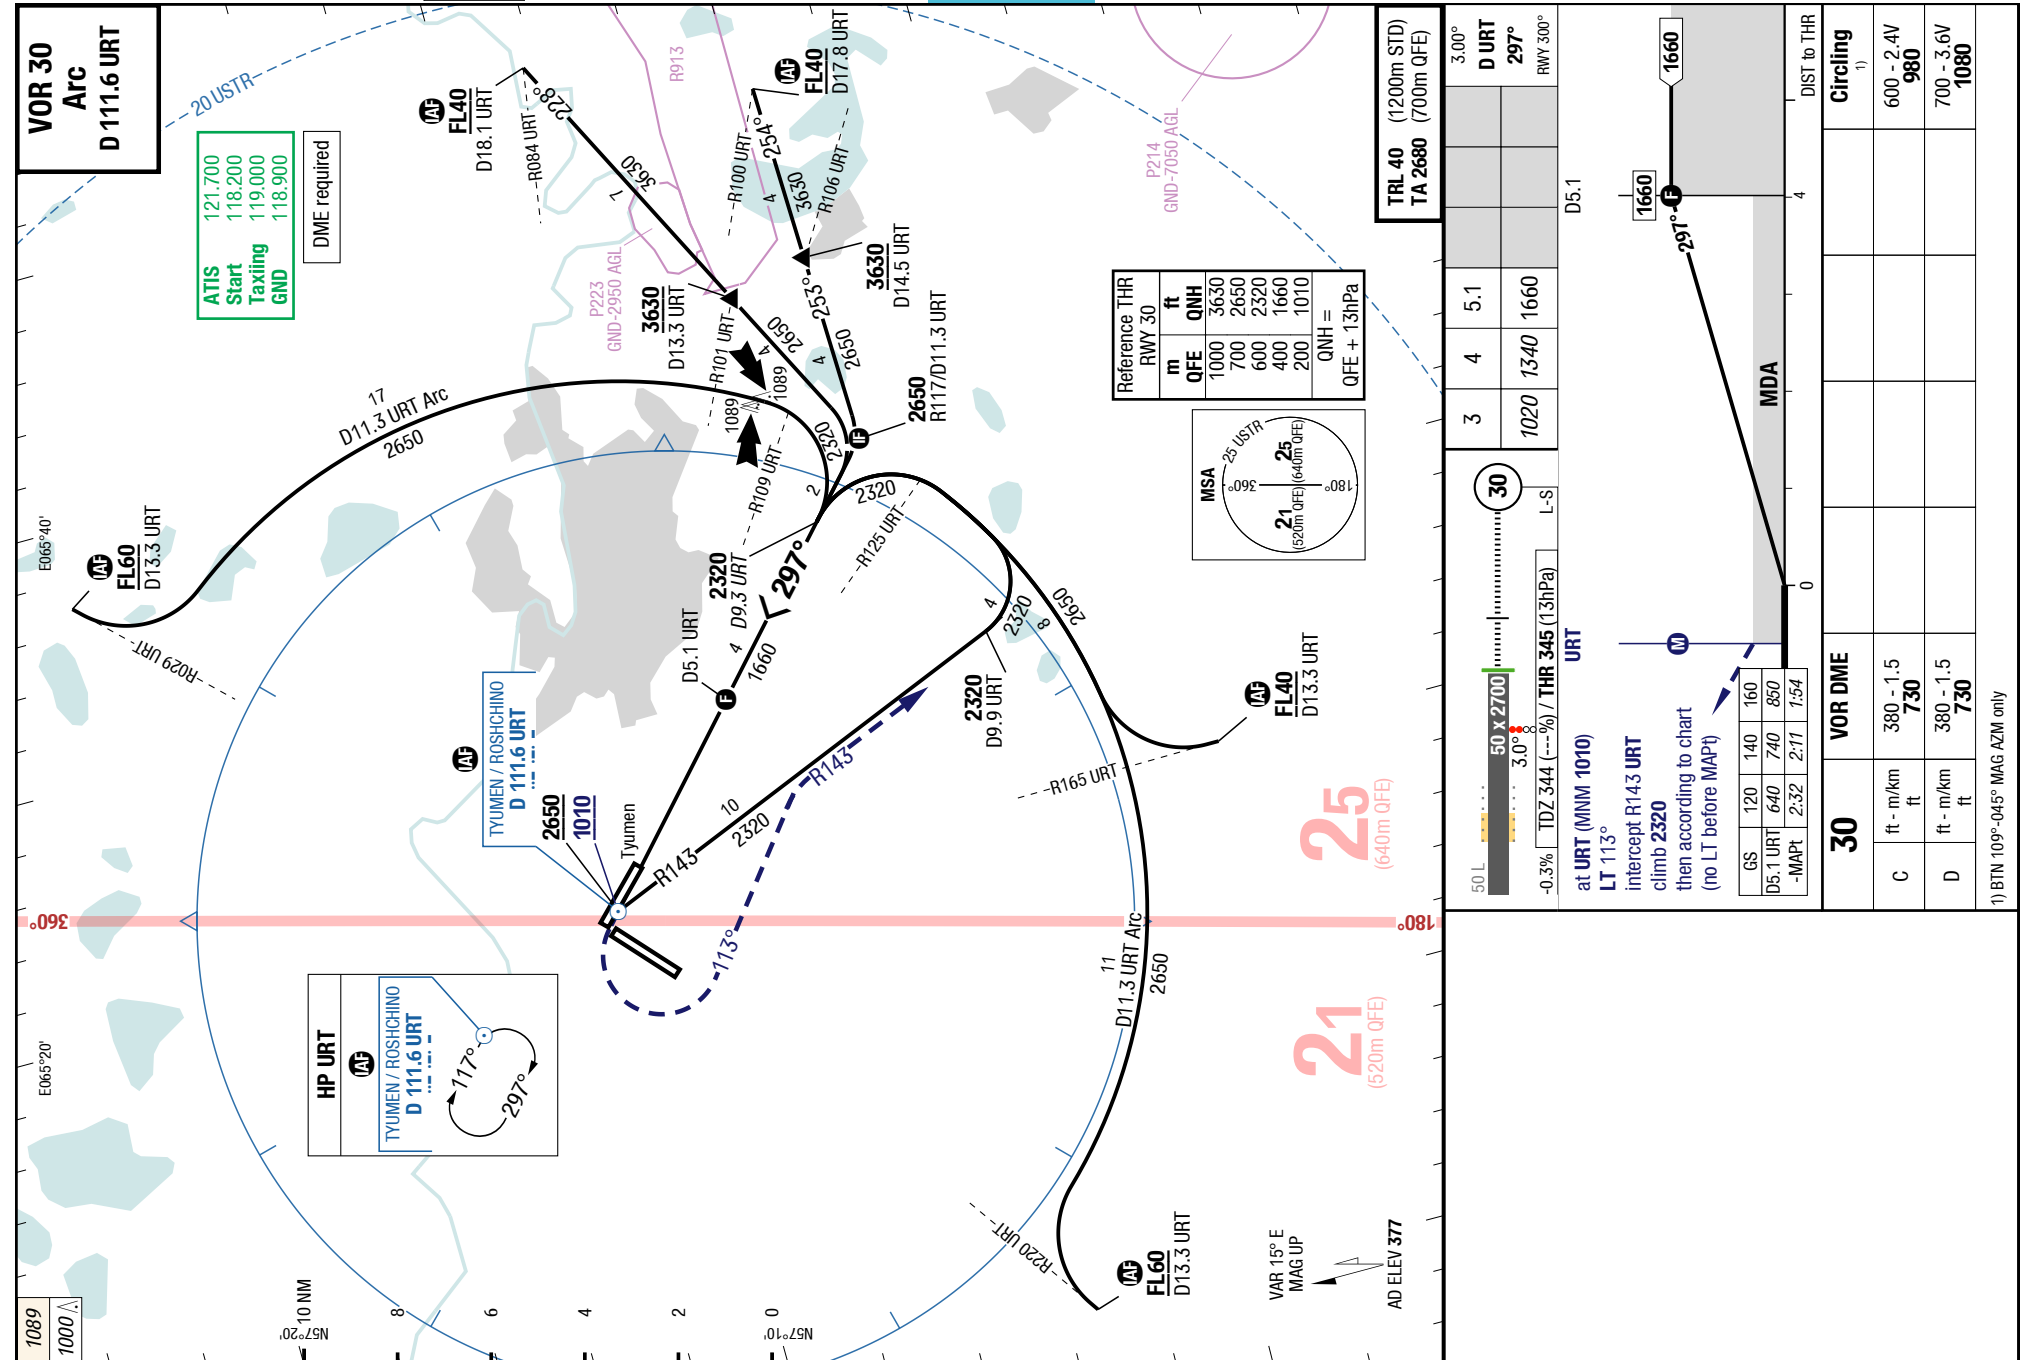 VOR 30
Arc
D 111.6 URT
20 USTR
ATIS 121.700
Start 118.200
Taxiing 119.000
GND 118.900
DME required
IAF
FL40
D18.1 URT
R084 URT
228°
3630
7
R913
IAF
FL40
D17.8 URT
R100 URT
254°
4
3630
R106 URT
P223
GND-2950 AGL
3630
D13.3 URT
3630
D14.5 URT
253°
2650
4
R101 URT
4
2650
1089
1089
2650
R117/D11.3 URT
IF
P214
GND-7050 AGL
TRL 40 (1200m STD)
TA 2680 (700m QFE)
17
D11.3 URT Arc
2650
R109 URT
2320
2
2320
R125 URT
E065°40'
IAF
FL60
D13.3 URT
R029 URT
2320
D9.3 URT
297°
D5.1 URT
4
1660
F
Reference THR
RWY 30
m ft
QFE QNH
1000 3630
700 2650
600 2320
400 1660
200 1010
QNH =
QFE + 13hPa
MSA
25 USTR
360°
180°
21
(520m QFE)
25
(640m QFE)
4
2320
8
2650
2320
D9.9 URT
IAF
FL40
D13.3 URT
R165 URT
IAF
TYUMEN / ROSHCHINO
D 111.6 URT
2650
1010
Tyumen
R143
10
2320
R143
113°
25
(640m QFE)
360°
180°
21
(520m QFE)
11
D11.3 URT Arc
2650
HP URT
IAF
TYUMEN / ROSHCHINO
D 111.6 URT
117°
297°
E065°20'
R220 URT
IAF
FL60
D13.3 URT
VAR 15° E
MAG UP
AD ELEV 377
1089
1000
10 NM
8
6
4
2
0
N57°20'
N57°10'
3.00°
D URT
297°
RWY 300°
3 4 5.1
1020 1340 1660
30
L-S
50 x 2700
3.0°
50 L
-0.3%
TDZ 344 (---%) / THR 345 (13hPa)
D5.1
1660
1660
F
297°
MDA
4
0
DIST to THR
URT
M
at URT (MNM 1010)
LT 113°
intercept R143 URT
climb 2320
then according to chart
(no LT before MAPt)
GS 120 140 160
D5.1 URT 640 740 850
-MAPt 2:32 2:11 1:54
30 VOR DME Circling
1)
C ft - m/km 380 - 1.5 600 - 2.4V
ft 730 980
D ft - m/km 380 - 1.5 700 - 3.6V
ft 730 1080
1) BTN 109°-045° MAG AZM only